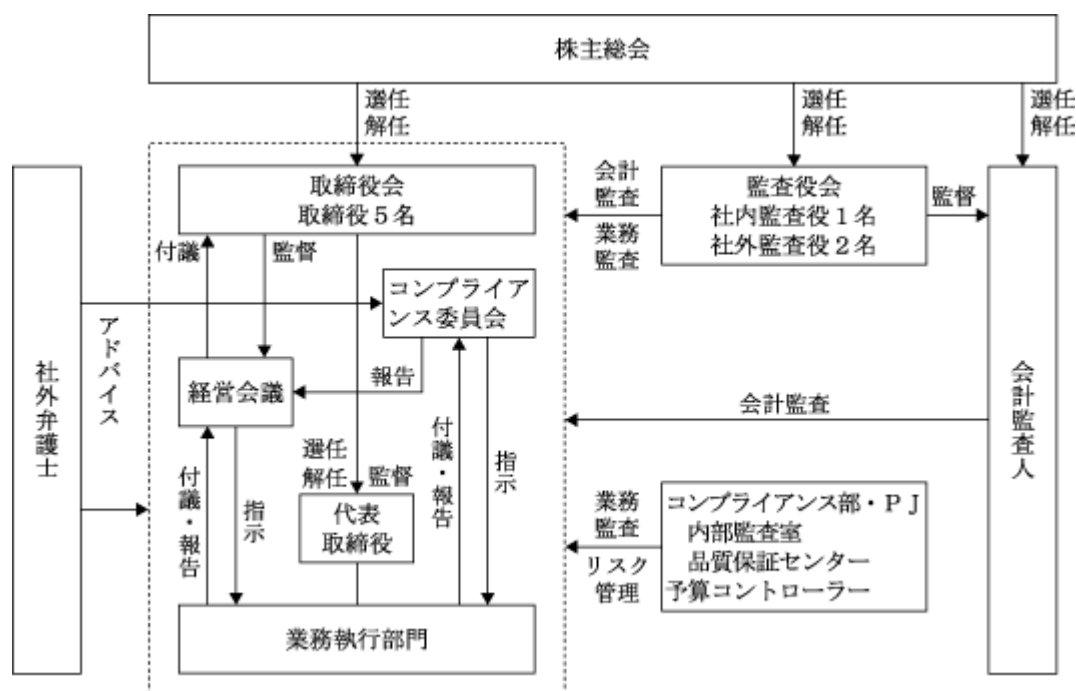 株主総会
選任
解任
選任
解任
選任
解任
取締役会
取締役５名
会計
監査
業務
監査
監査役会
社内監査役１名
社外監査役２名
監督
付議
監督
コンプライア
ンス委員会
アドバイス
社外弁護士
経営会議
報告
会計監査
会計監査人
選任
解任
監督
付議・報告
指示
付議・報告
指示
代表
取締役
業務
監査
リスク
管理
コンプライアンス部・ＰＪ
内部監査室
品質保証センター
予算コントローラー
業務執行部門